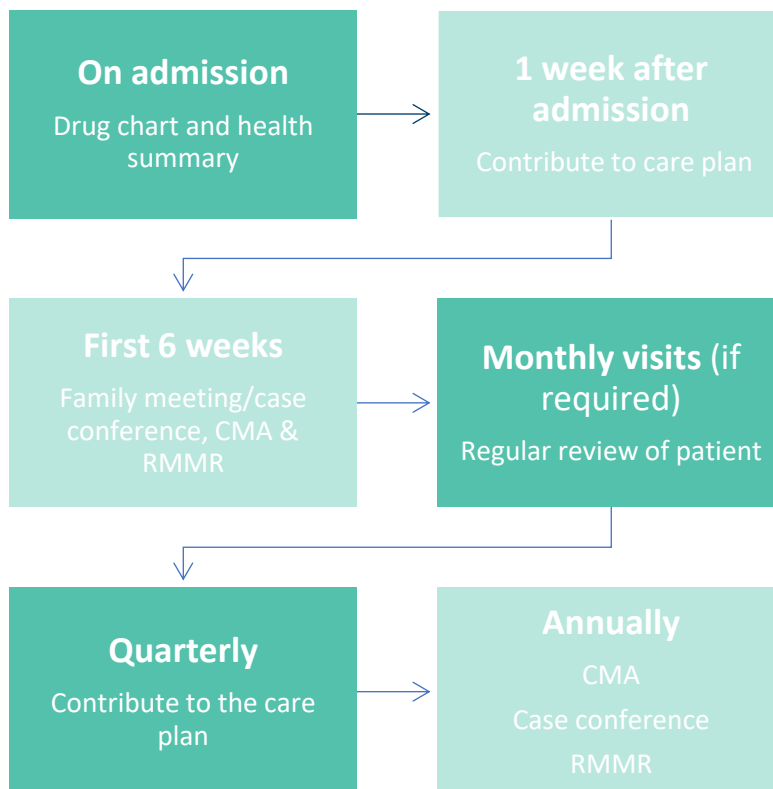 On admission
Drug chart and health
summary
1 week after
admission
Contribute to care plan
First 6 weeks
Family meeting/case
conference, CMA &
RMMR
Monthly visits (if
required)
Regular review of patient
Quarterly
Contribute to the care
plan
Annually
CMA
Case conference
RMMR